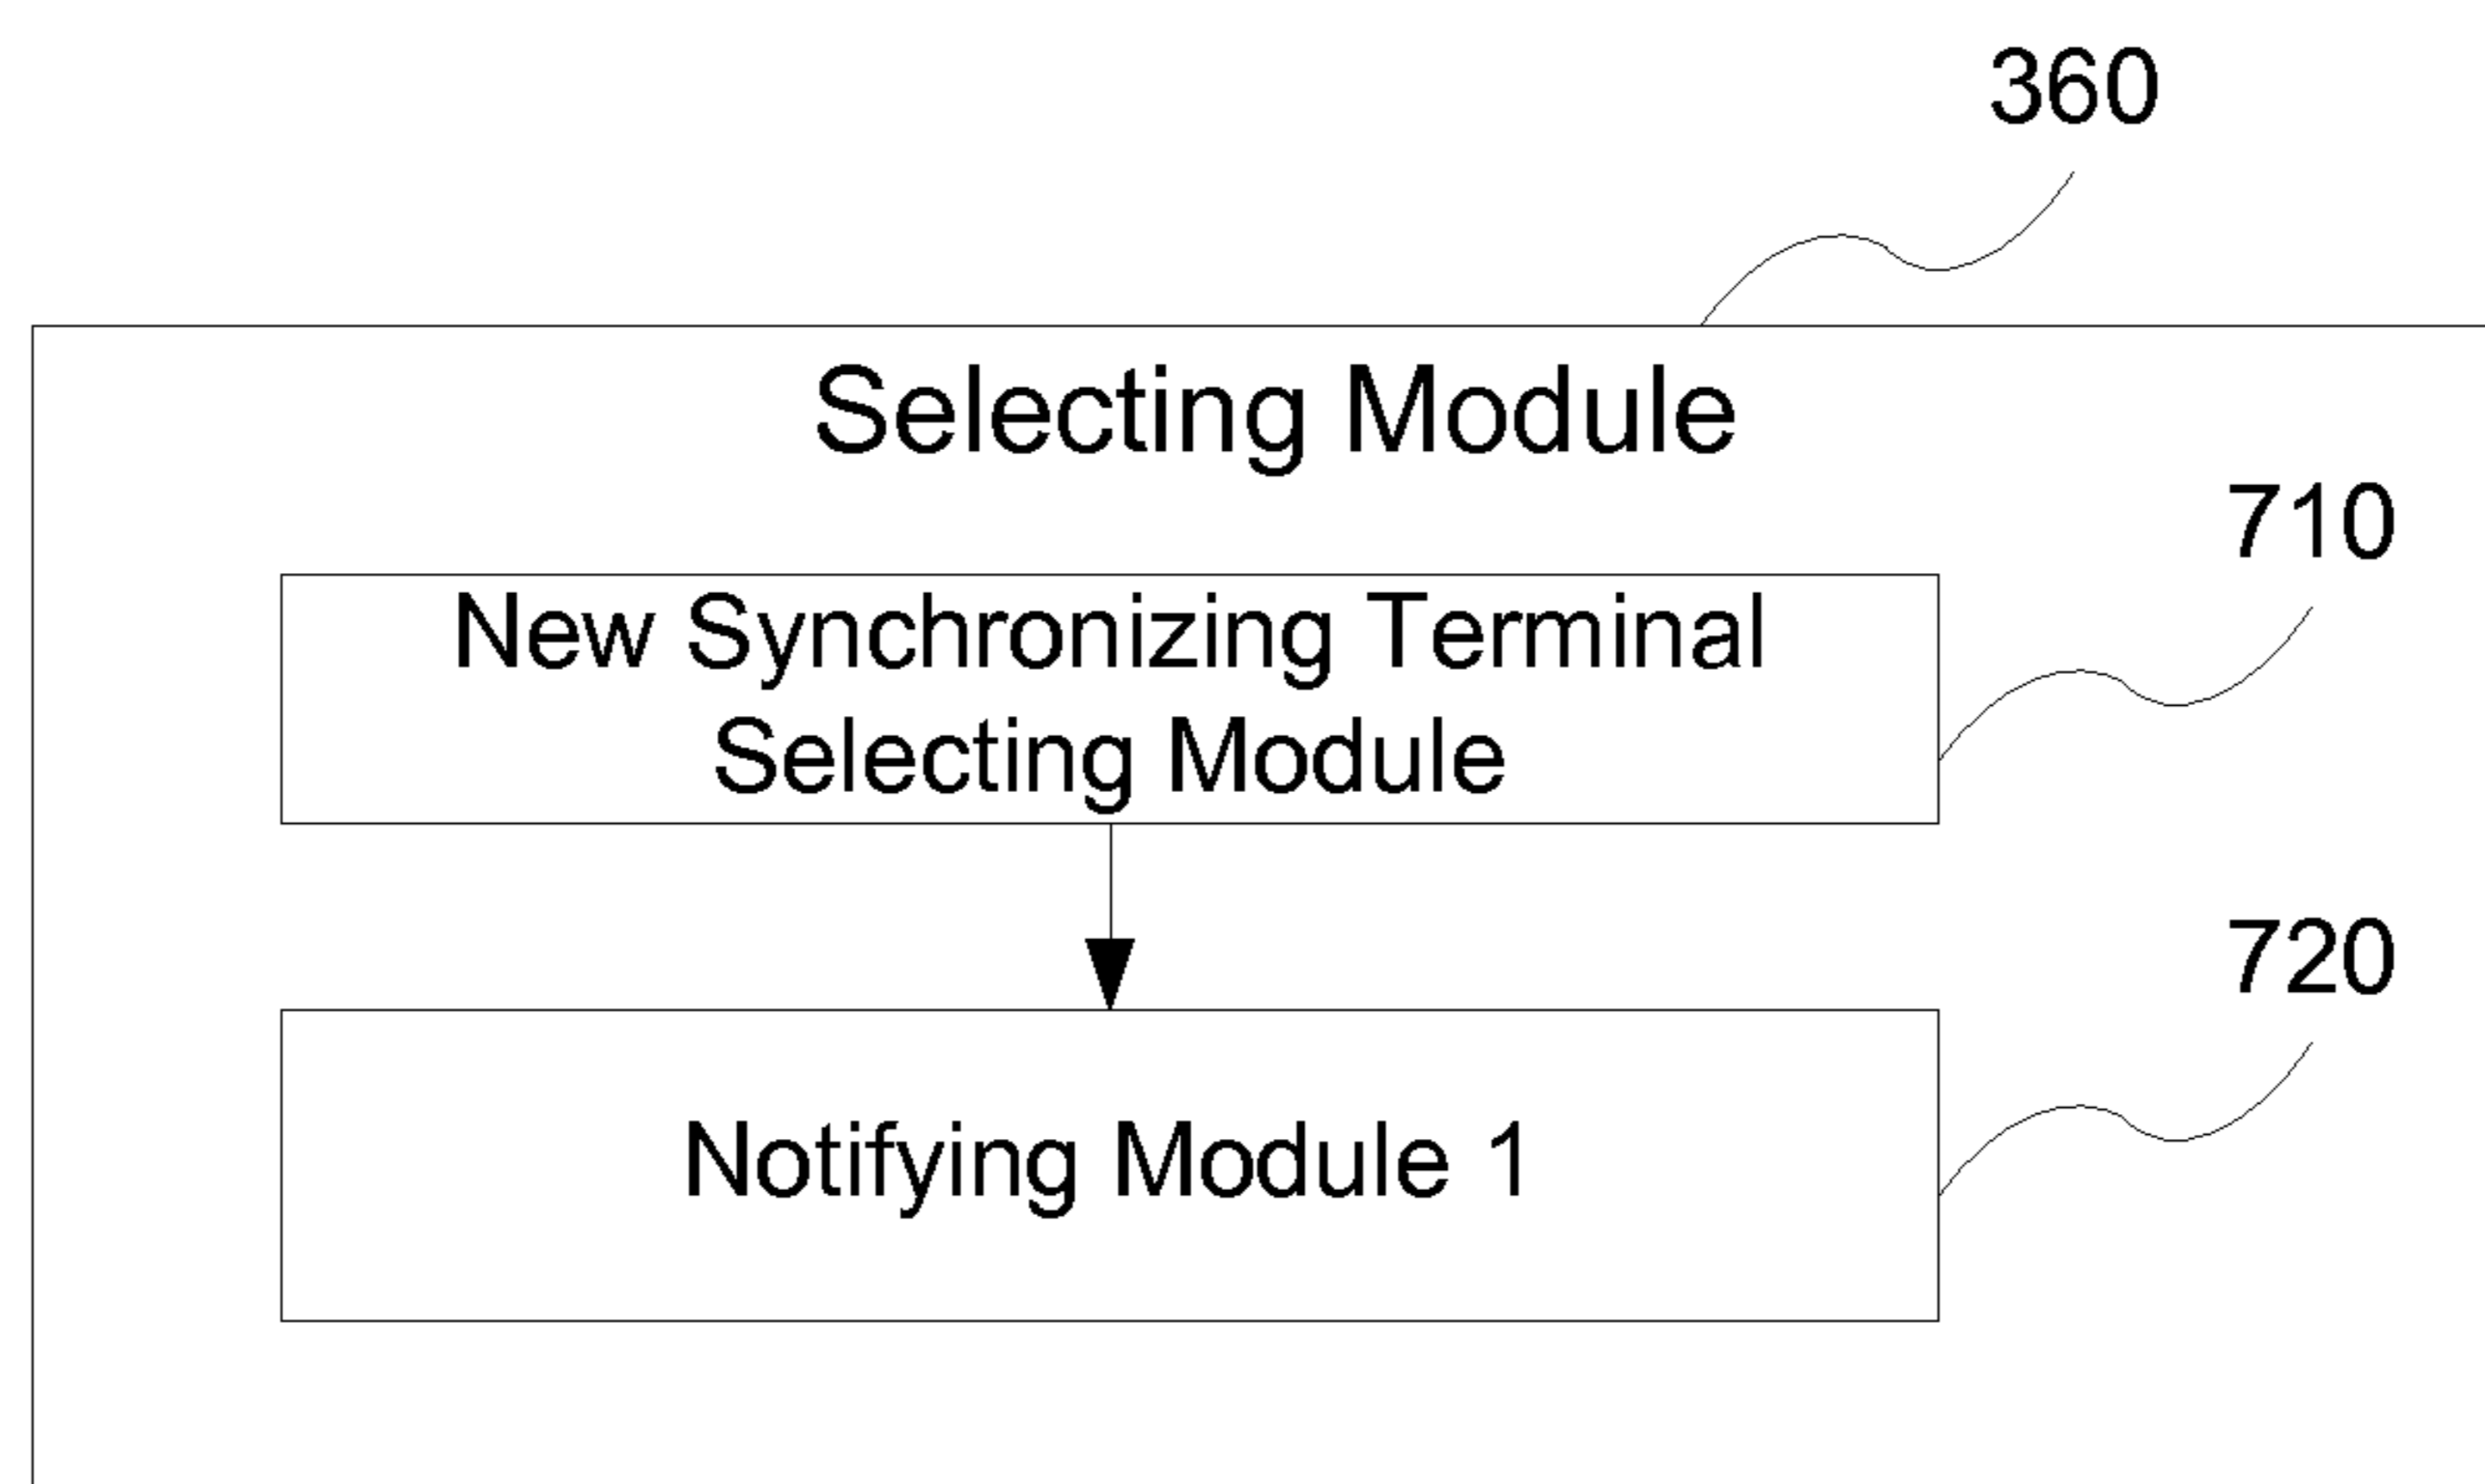 360
Selecting Module
710
New Synchronizing Terminal
Selecting Module
720
Notifying Module 1